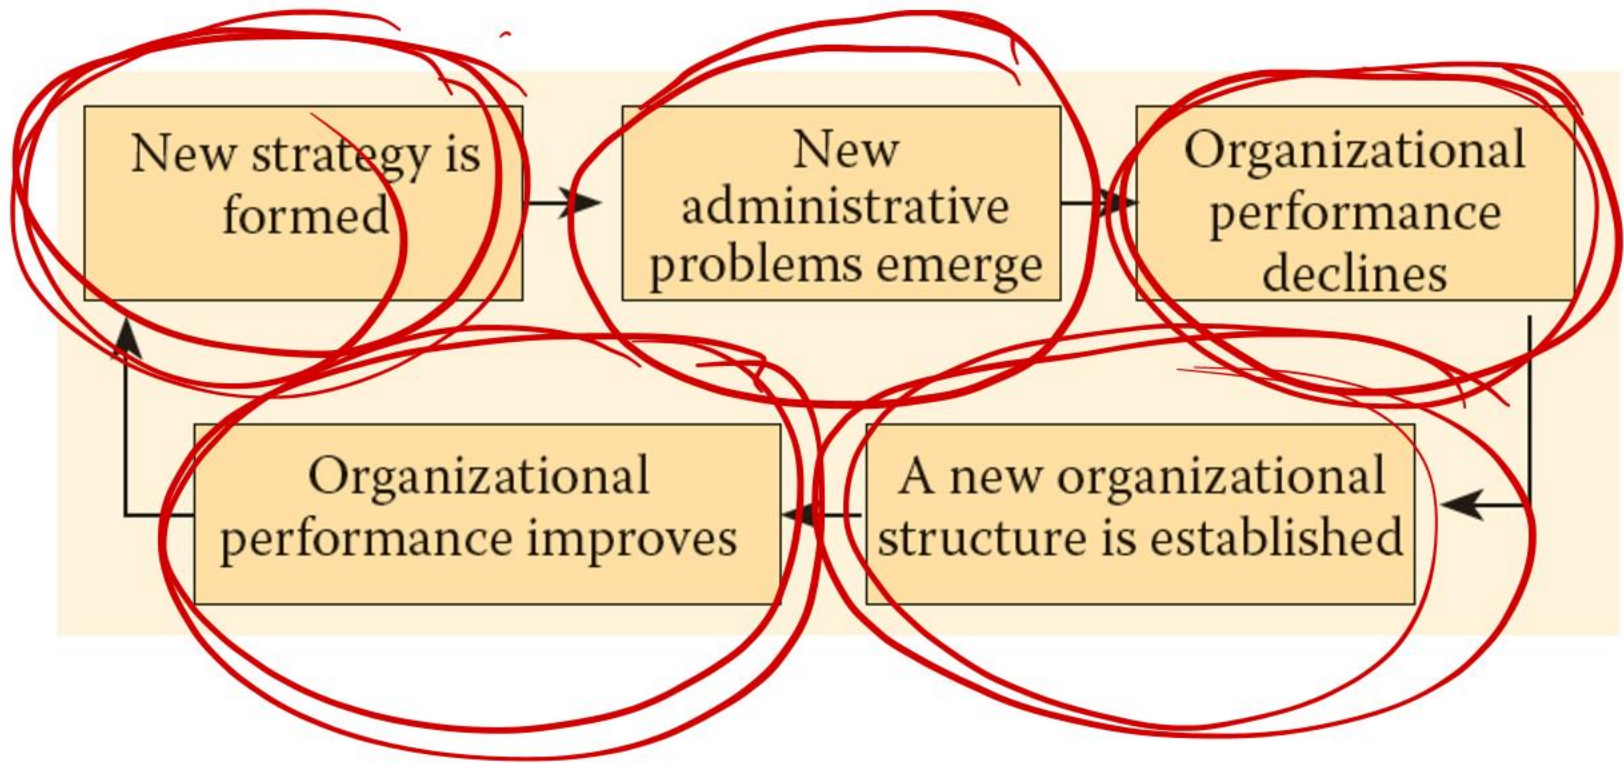 New strategy is
formed
New
administrative
problems emerge
Organizational
performance
declines
Organizational
performance improves
A new organizational
structure is established